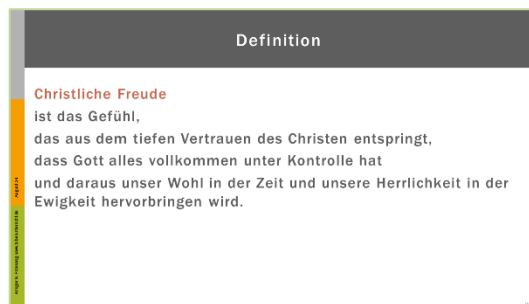 Definition
Christliche Freude
ist das Gefühl,
das aus dem tiefen Vertrauen des Christen entspringt,
dass Gott alles vollkommen unter Kontrolle hat
und daraus unser Wohl in der Zeit und unsere Herrlichkeit in der
Ewigkeit hervorbringen wird.